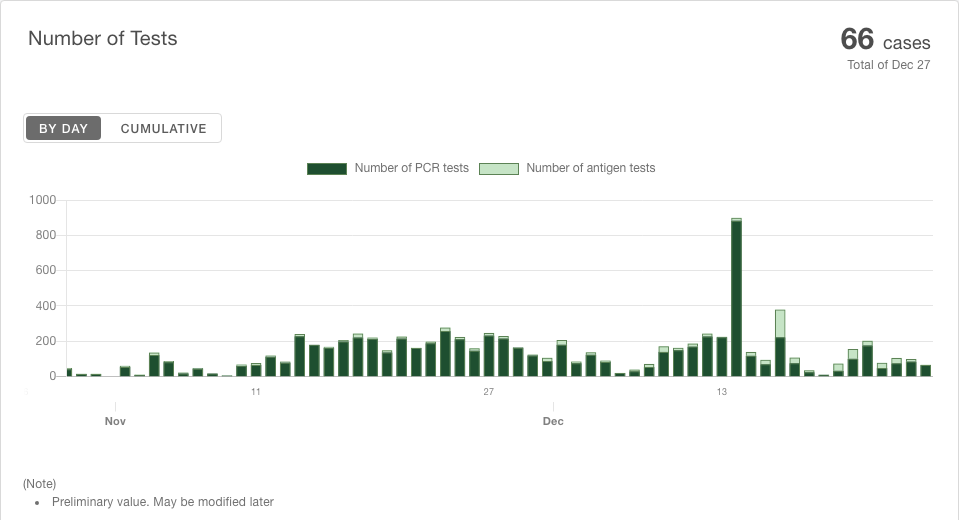 Number of Tests
66 cases
Total of Dec 27
BY DAY
CUMULATIVE
Number of PCR tests
Number of antigen tests
1000
800
600
400
200
0
11
27
13
Nov
Dec
(Note)
• Preliminary value. May be modified later